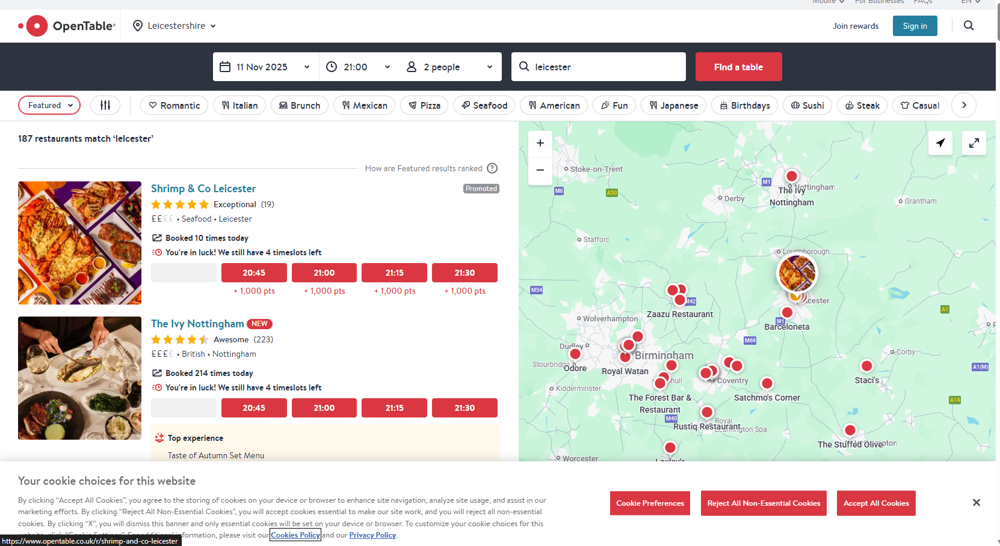 Mobile
For Businesses
FAQs
EN
OpenTable
Leicestershire
Join rewards
Sign in
11 Nov 2025
21:00
2 people
leicester
Find a table
Featured
Romantic
Italian
Brunch
Mexican
Pizza
Seafood
American
Fun
Japanese
Birthdays
Sushi
Steak
Casual
187 restaurants match ‘leicester’
How are Featured results ranked ?
Shrimp & Co Leicester
Promoted
Exceptional (19)
££££ • Seafood • Leicester
Booked 10 times today
You're in luck! We still have 4 timeslots left
20:45 21:00 21:15 21:30
+ 1,000 pts + 1,000 pts + 1,000 pts + 1,000 pts
The Ivy Nottingham NEW
Awesome (223)
££££ • British • Nottingham
Booked 214 times today
You're in luck! We still have 4 timeslots left
20:45 21:00 21:15 21:30
Top experience
Taste of Autumn Set Menu
+
−
Stoke-on-Trent
M1
M6
A50
The Ivy
Nottingham
Nottingham
Derby
Grantham
Stafford
Loughborough
M54
M42
Zaazu Restaurant
A1
Wolverhampton
M1
Barceloneta
M69
Dudley
Birmingham
Corby
Stourbridge
Odore
Royal Watan
A1(M)
Staci's
Coventry
Kidderminster
The Forest Bar &
Restaurant
Satchmo's Corner
A14
M40
Rustiq Restaurant
Royal
The Stuffed Olive
Worcester
Your cookie choices for this website
By clicking “Accept All Cookies”, you agree to the storing of cookies on your device or browser to enhance site navigation, analyze site usage, and assist in our
marketing efforts. By clicking “Reject All Non-Essential Cookies”, you will accept cookies essential to make our site work, and you will reject all non-essential
cookies. By clicking “X”, you will dismiss this banner and only essential cookies will be set on your device or browser. To customize your cookie choices for this
website, click “Cookie Settings”. For additional information, please visit our Cookies Policy and our Privacy Policy.
Cookie Preferences
Reject All Non-Essential Cookies
Accept All Cookies
https://www.opentable.co.uk/r/shrimp-and-co-leicester